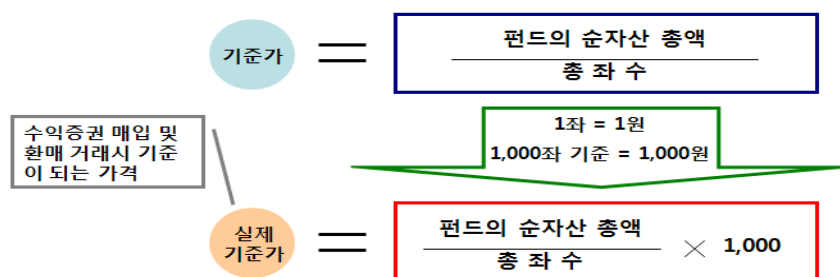 기준가
=
펀드의 순자산 총액
총 좌 수
수익증권 매입 및
환매 거래시 기준
이 되는 가격
1좌 = 1원
1,000좌 기준 = 1,000원
실제
기준가
=
펀드의 순자산 총액
총 좌 수
× 1,000